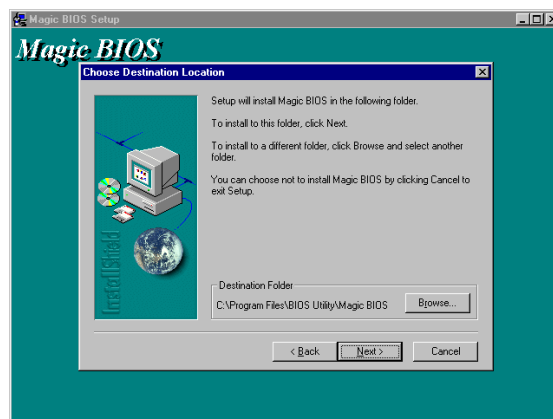 Magic BIOS Setup
Magic BIOS
Choose Destination Location
Setup will install Magic BIOS in the following folder.
To install to this folder, click Next.
To install to a different folder, click Browse and select another
folder.
You can choose not to install Magic BIOS by clicking Cancel to
exit Setup.
InstallShield
Destination Folder
C:\Program Files\BIOS Utility\Magic BIOS
Browse...
< Back
Next >
Cancel